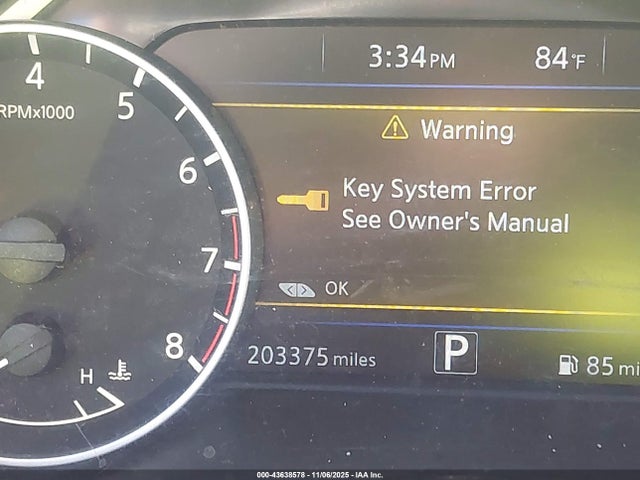 3:34PM 84°F
4
5
RPMx1000
6
7
8
H
Warning
Key System Error
See Owner's Manual
OK
203375 miles P 85 mi
000-43638578 - 11/06/2025 - IAA Inc.